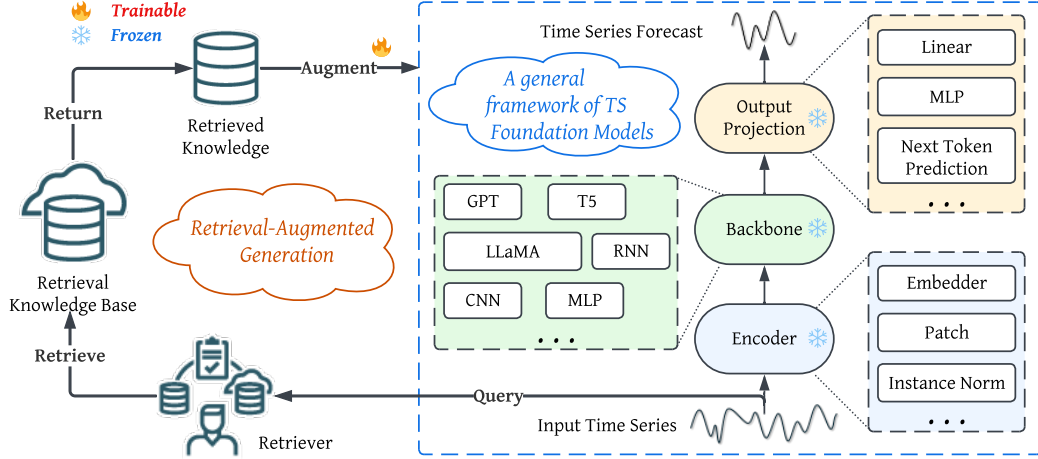 Trainable
Frozen
Return
Augment
Retrieved
Knowledge
Retrieval-Augmented
Generation
Retrieval
Knowledge Base
Retrieve
Retriever
Query
Time Series Forecast
A general
framework of TS
Foundation Models
Output
Projection
Linear
MLP
Next Token
Prediction
...
GPT
T5
LLaMA
RNN
CNN
MLP
...
Backbone
Encoder
Embedder
Patch
Instance Norm
...
Input Time Series